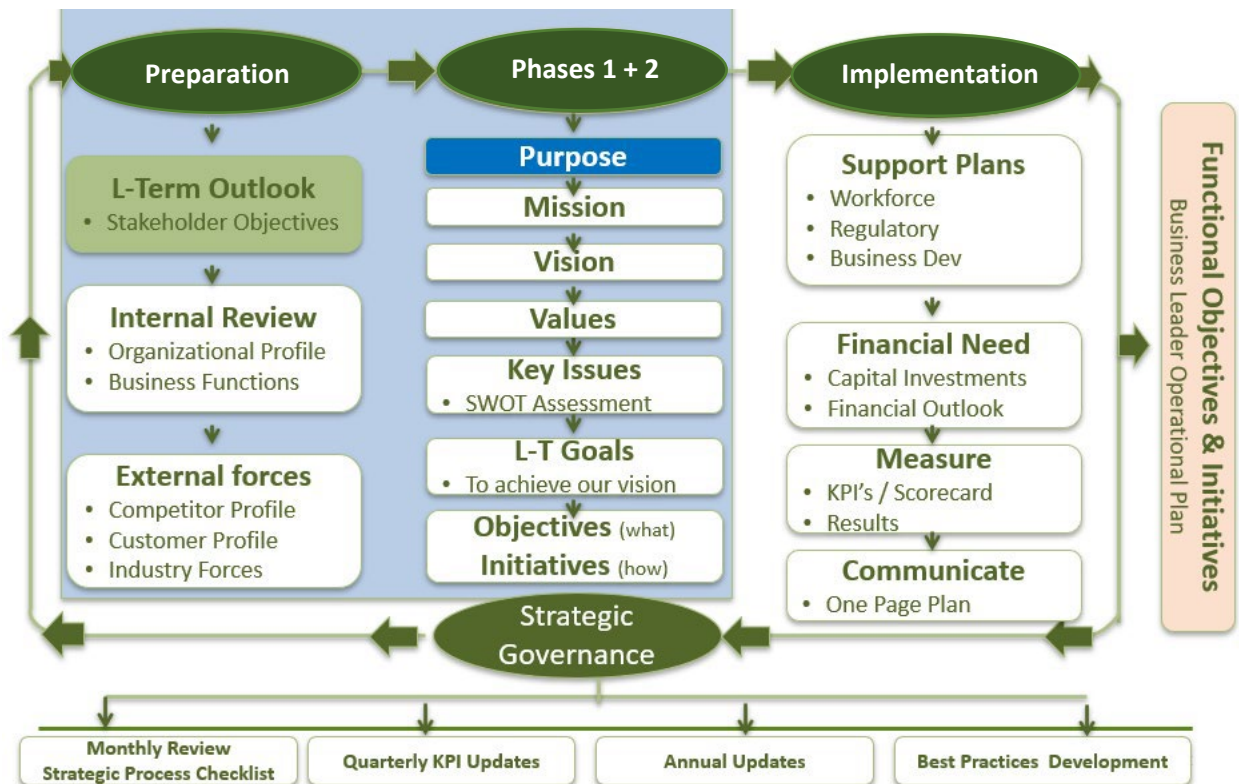 Preparation
Phases 1 + 2
Implementation
L-Term Outlook
• Stakeholder Objectives
Internal Review
• Organizational Profile
• Business Functions
External forces
• Competitor Profile
• Customer Profile
• Industry Forces
Purpose
Mission
Vision
Values
Key Issues
• SWOT Assessment
L-T Goals
• To achieve our vision
Objectives (what)
Initiatives (how)
Support Plans
• Workforce
• Regulatory
• Business Dev
Financial Need
• Capital Investments
• Financial Outlook
Measure
• KPI's / Scorecard
• Results
Communicate
• One Page Plan
Functional Objectives & Initiatives
Business Leader Operational Plan
Strategic
Governance
Monthly Review
Strategic Process Checklist
Quarterly KPI Updates
Annual Updates
Best Practices Development